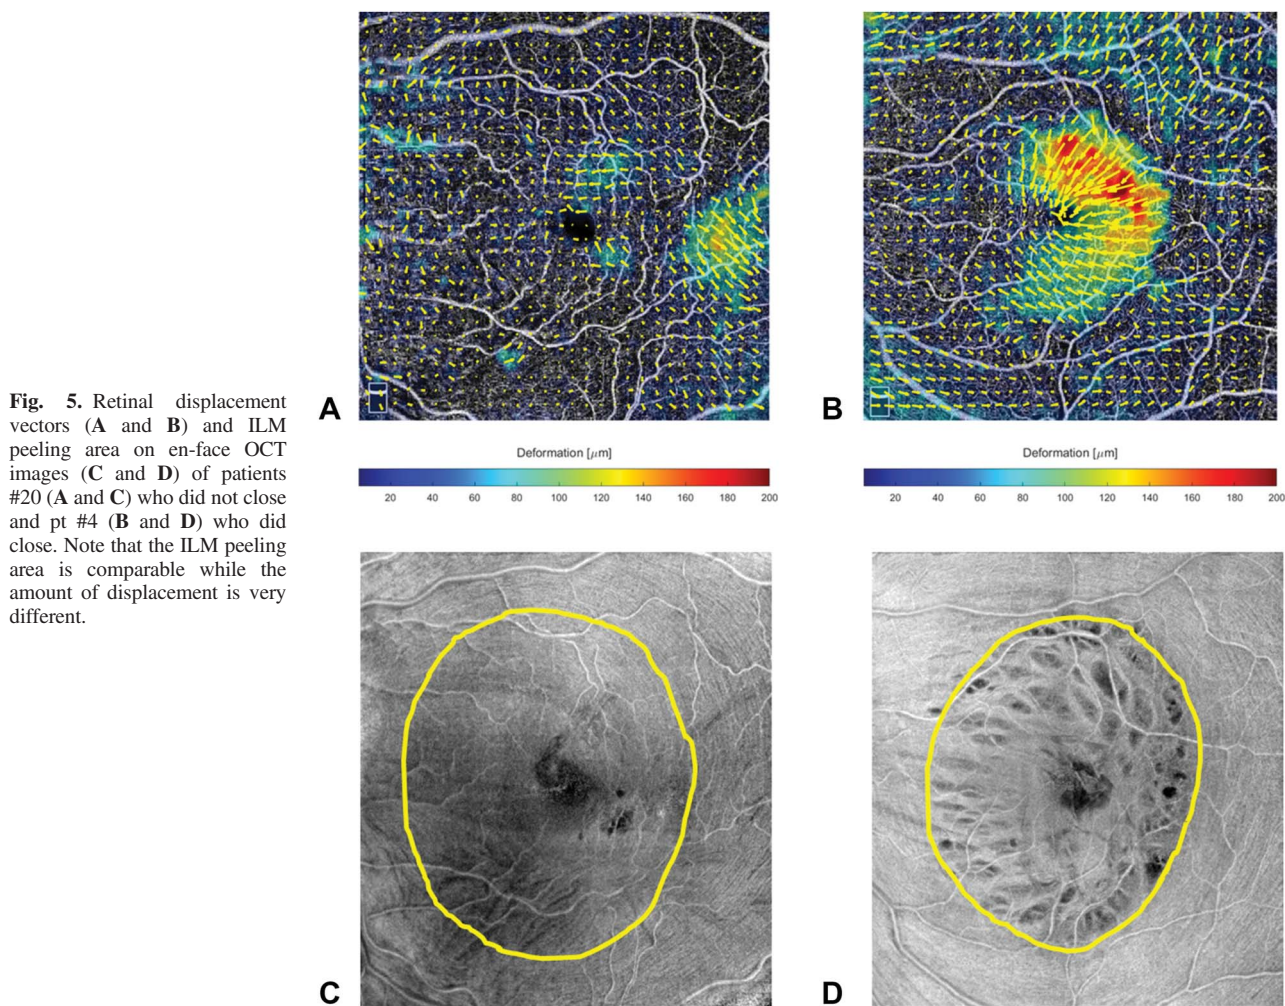 Fig. 5. Retinal displacement
vectors (A and B) and ILM
peeling area on en-face OCT
images (C and D) of patients
#20 (A and C) who did not close
and pt #4 (B and D) who did
close. Note that the ILM peeling
area is comparable while the
amount of displacement is very
different.
A
B
Deformation [μm]
20 40 60 80 100 120 140 160 180 200
Deformation [μm]
20 40 60 80 100 120 140 160 180 200
C
D